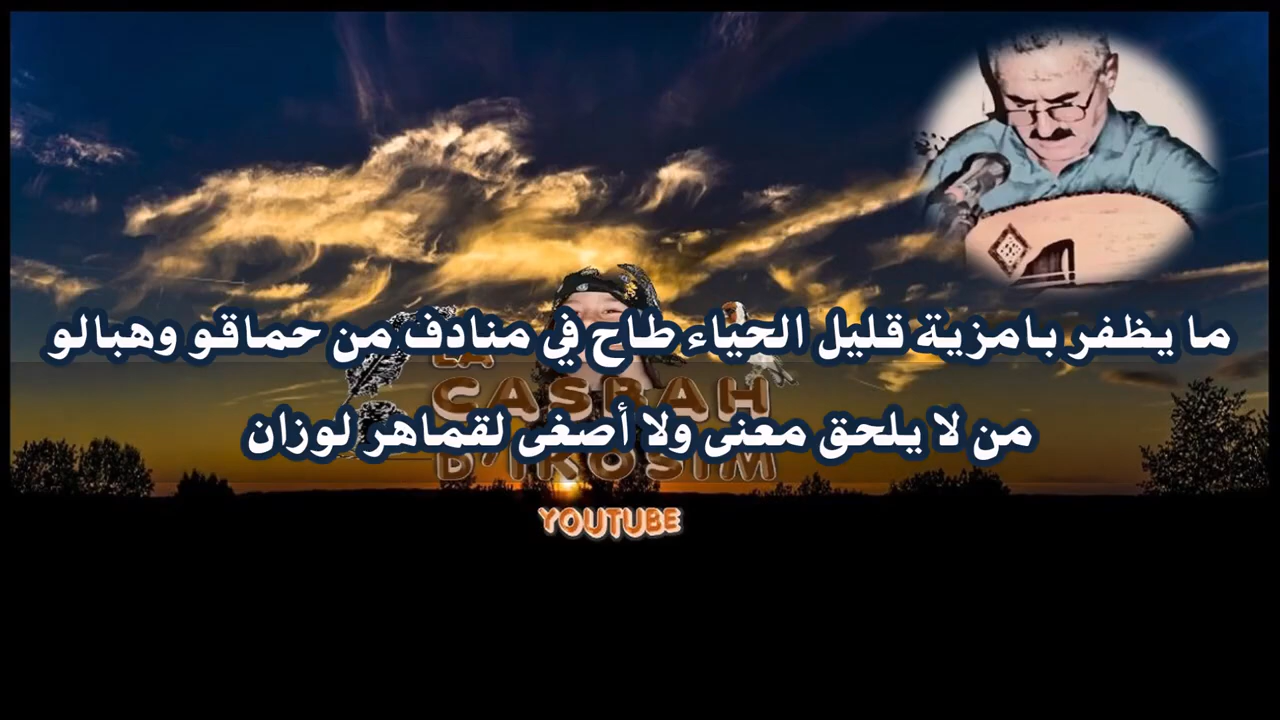 ما يظفر بامزية قليل الحياء طاح في منادف من حماقو وهبالو
LA
CASBAH
من لا يلحق معنى ولا أصغى لقماهر لوزان
D'IKOSIM
YOUTUBE